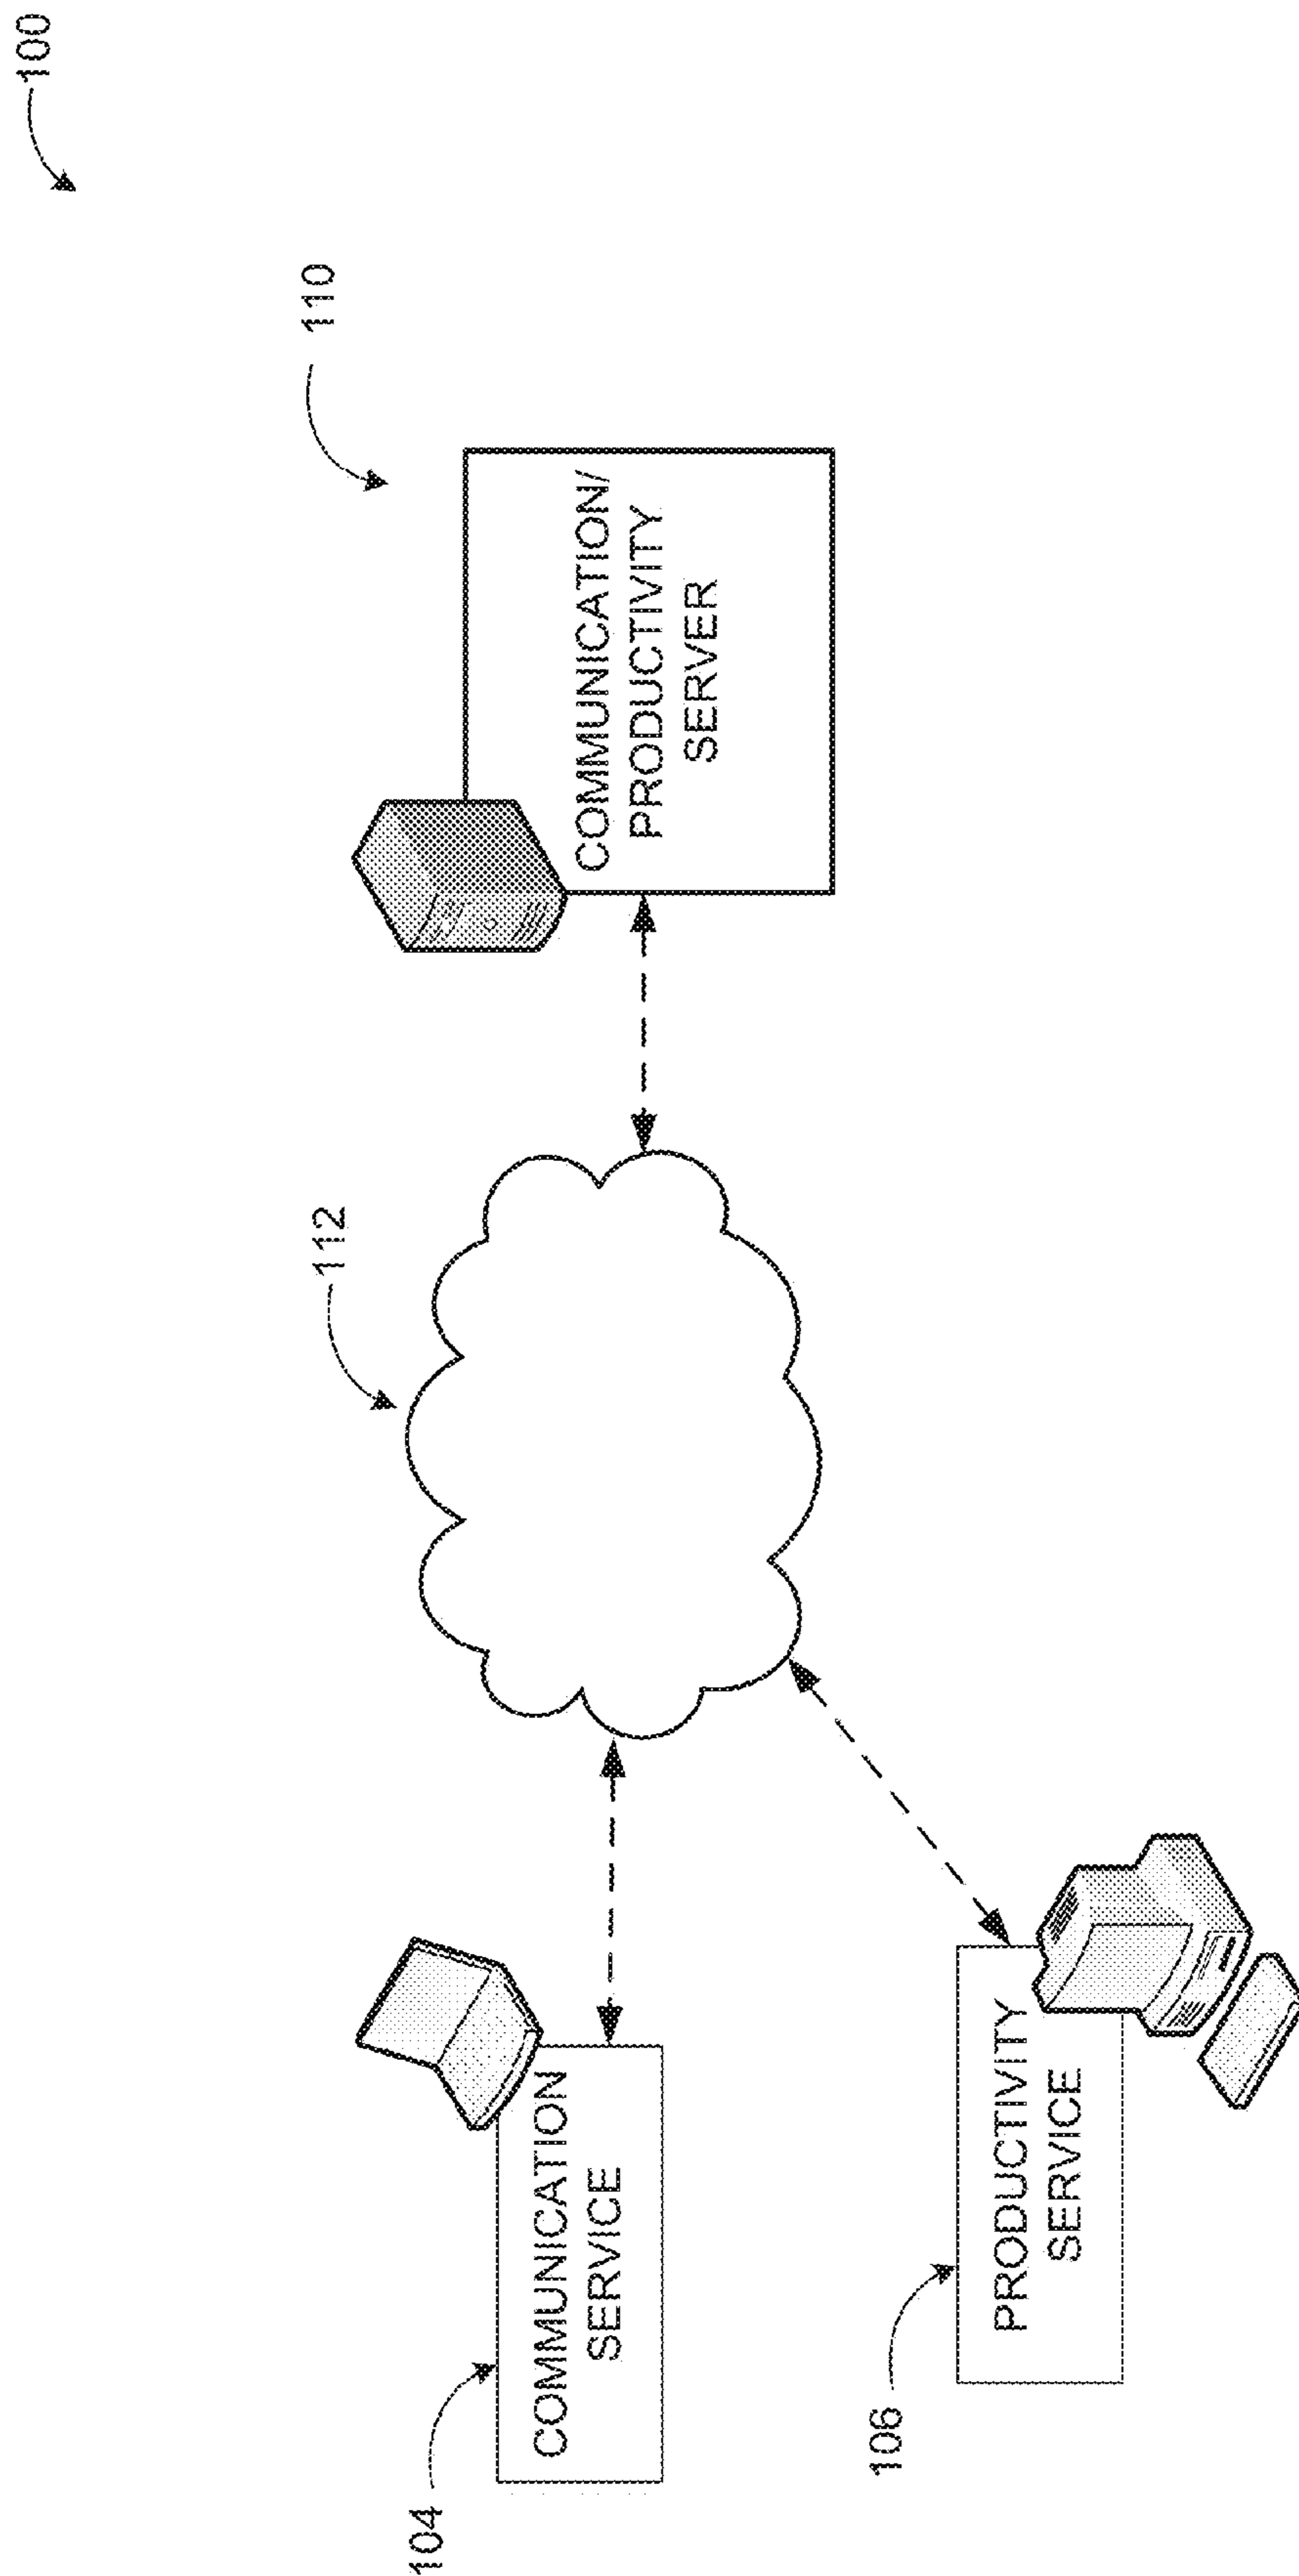 100
110
COMMUNICATION/
PRODUCTIVITY
SERVER
112
104
COMMUNICATION
SERVICE
106
PRODUCTIVITY
SERVICE